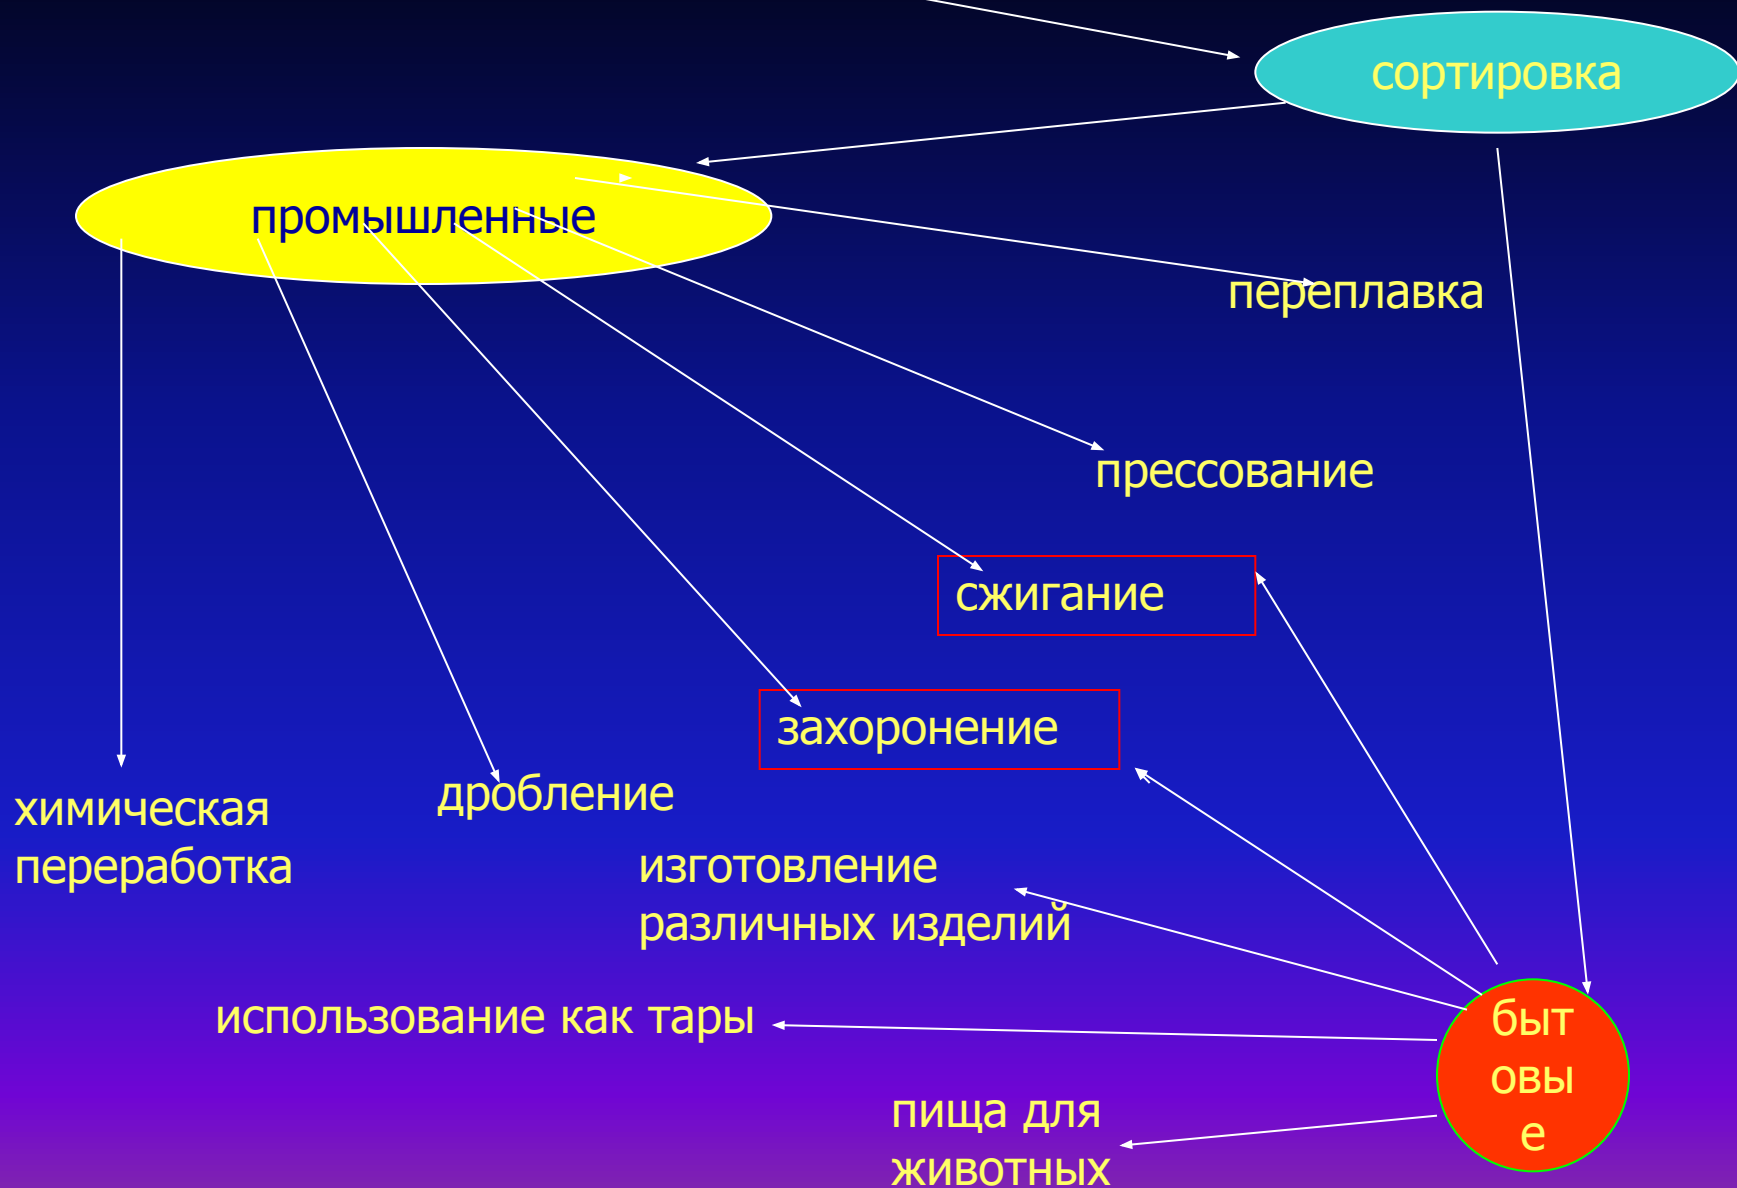 сортировка
промышленные
переплавка
прессование
сжигание
захоронение
дробление
химическая
переработка
изготовление
различных изделий
использование как тары
быт
овы
е
пища для
животных